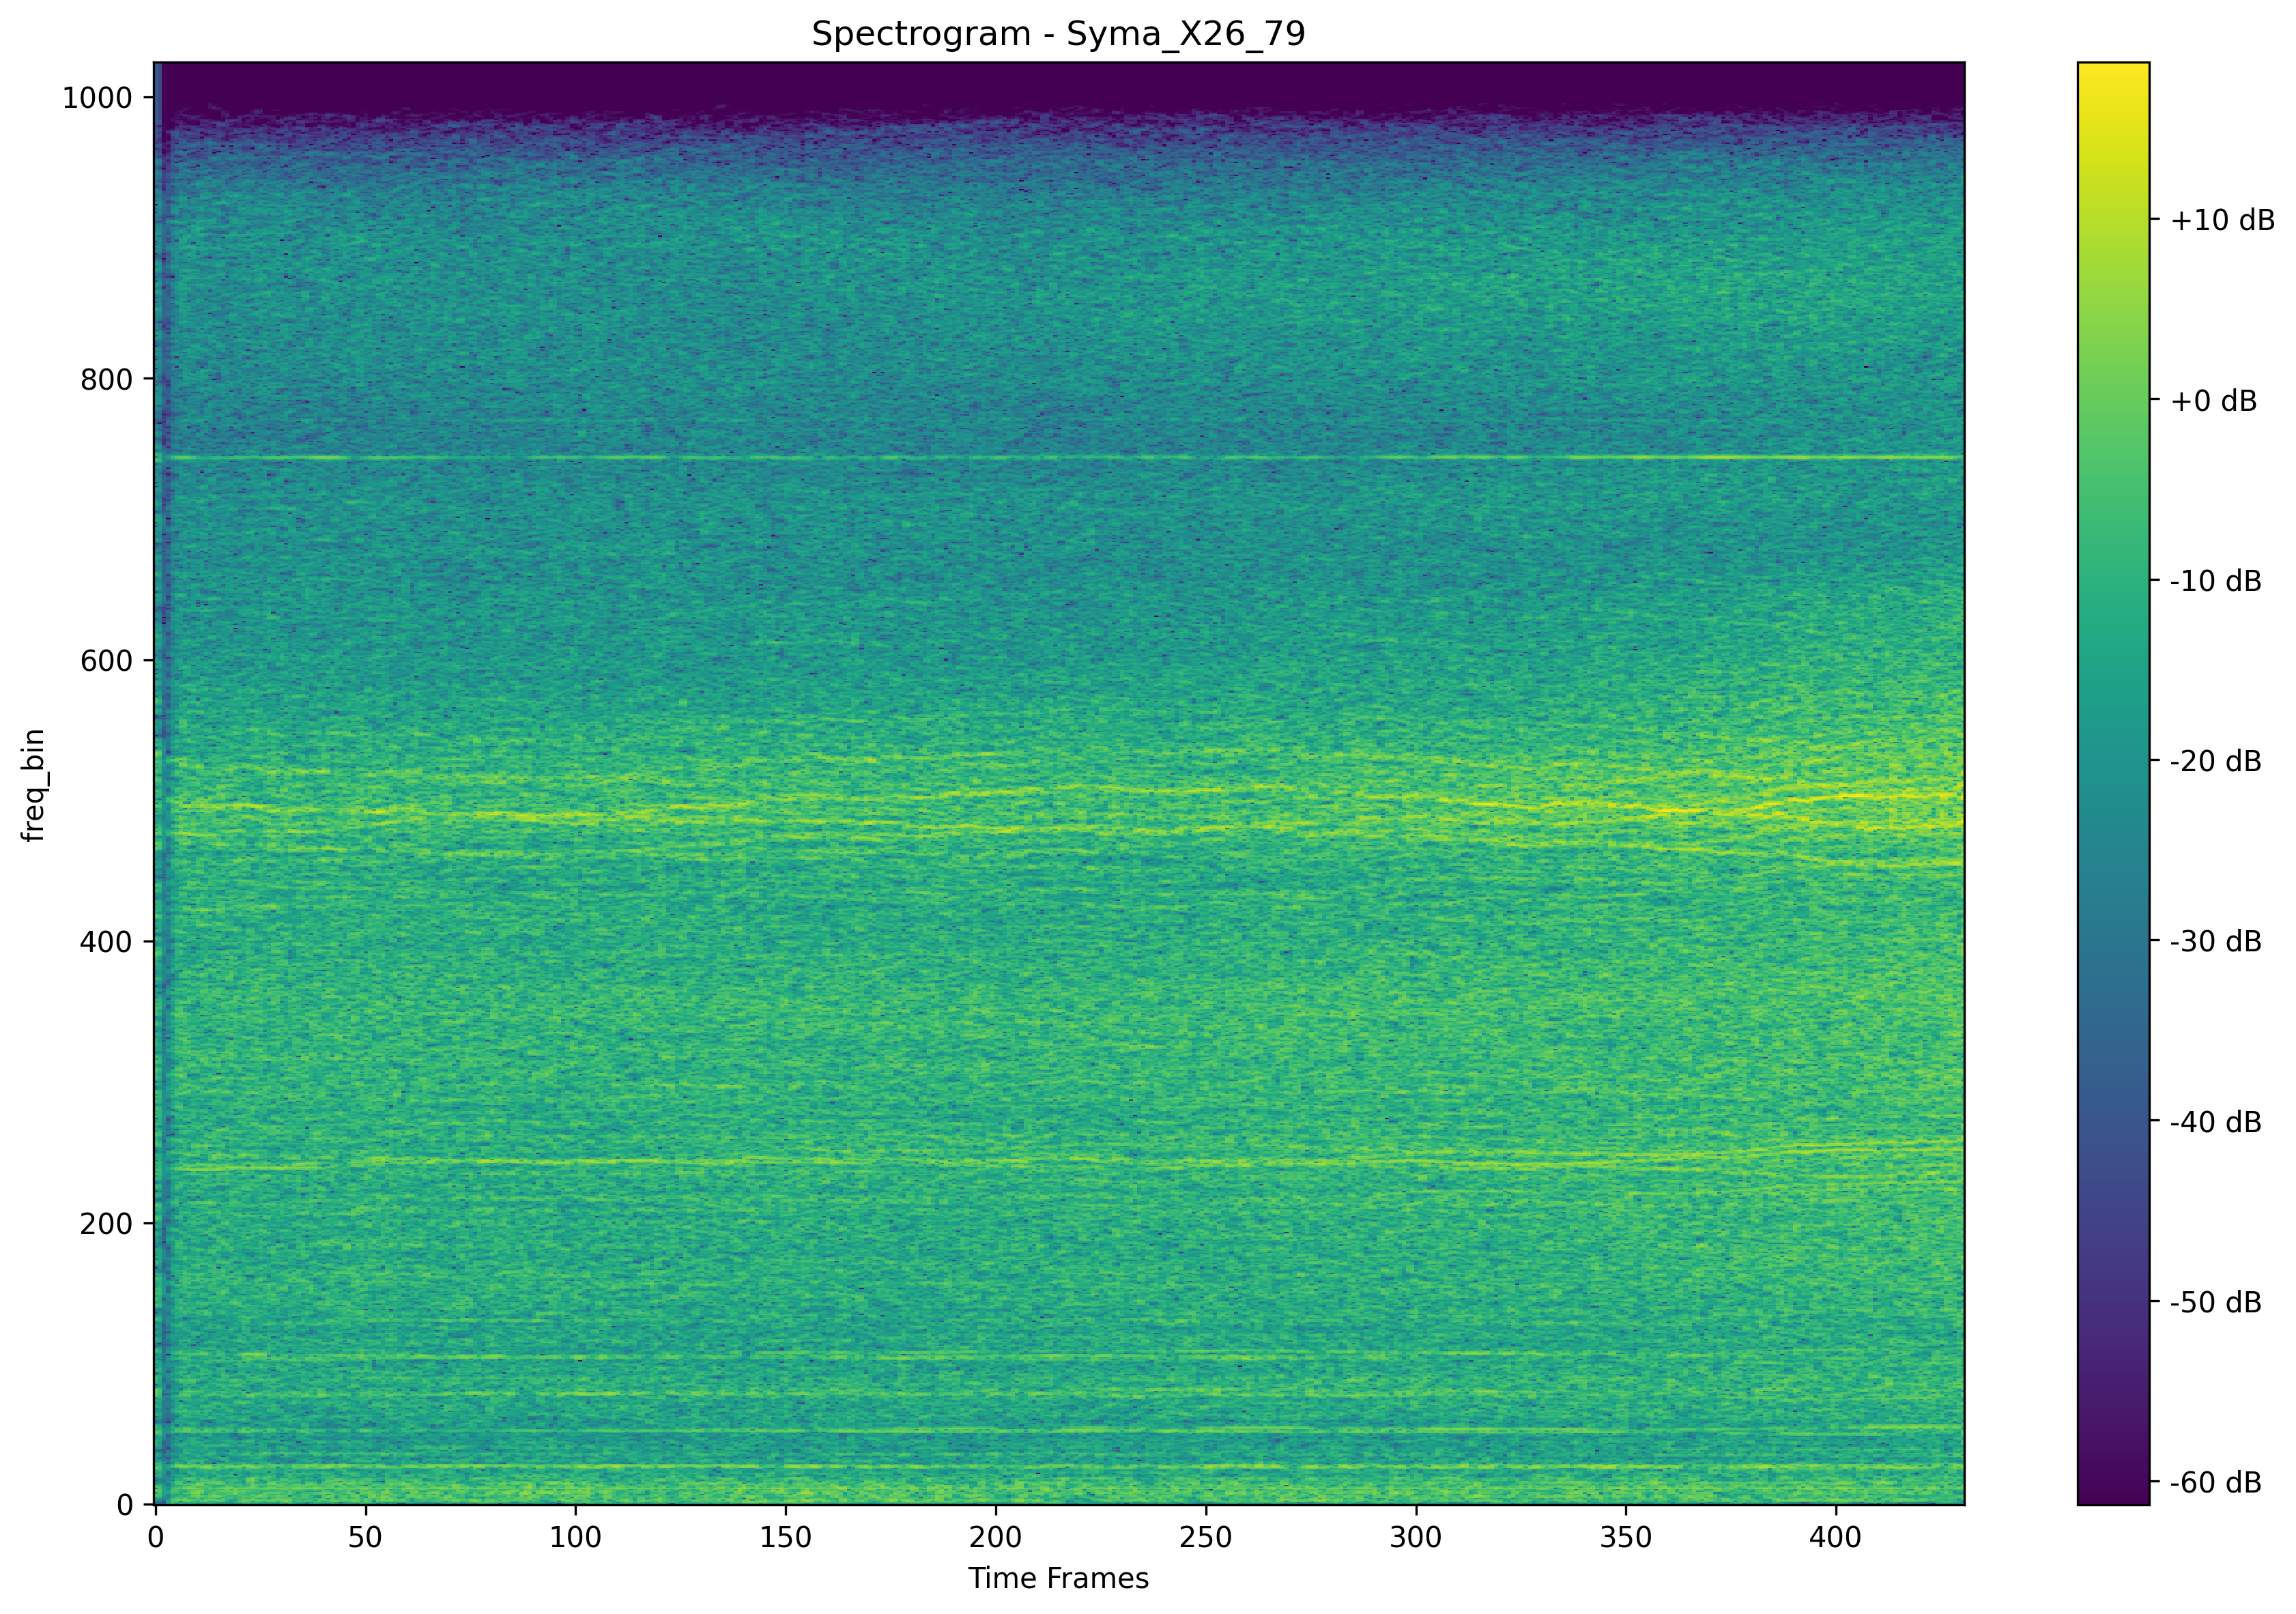 Spectrogram - Syma_X26_79
1000
800
600
400
200
0
freq_bin
0 50 100 150 200 250 300 350 400
Time Frames
+10 dB
+0 dB
-10 dB
-20 dB
-30 dB
-40 dB
-50 dB
-60 dB